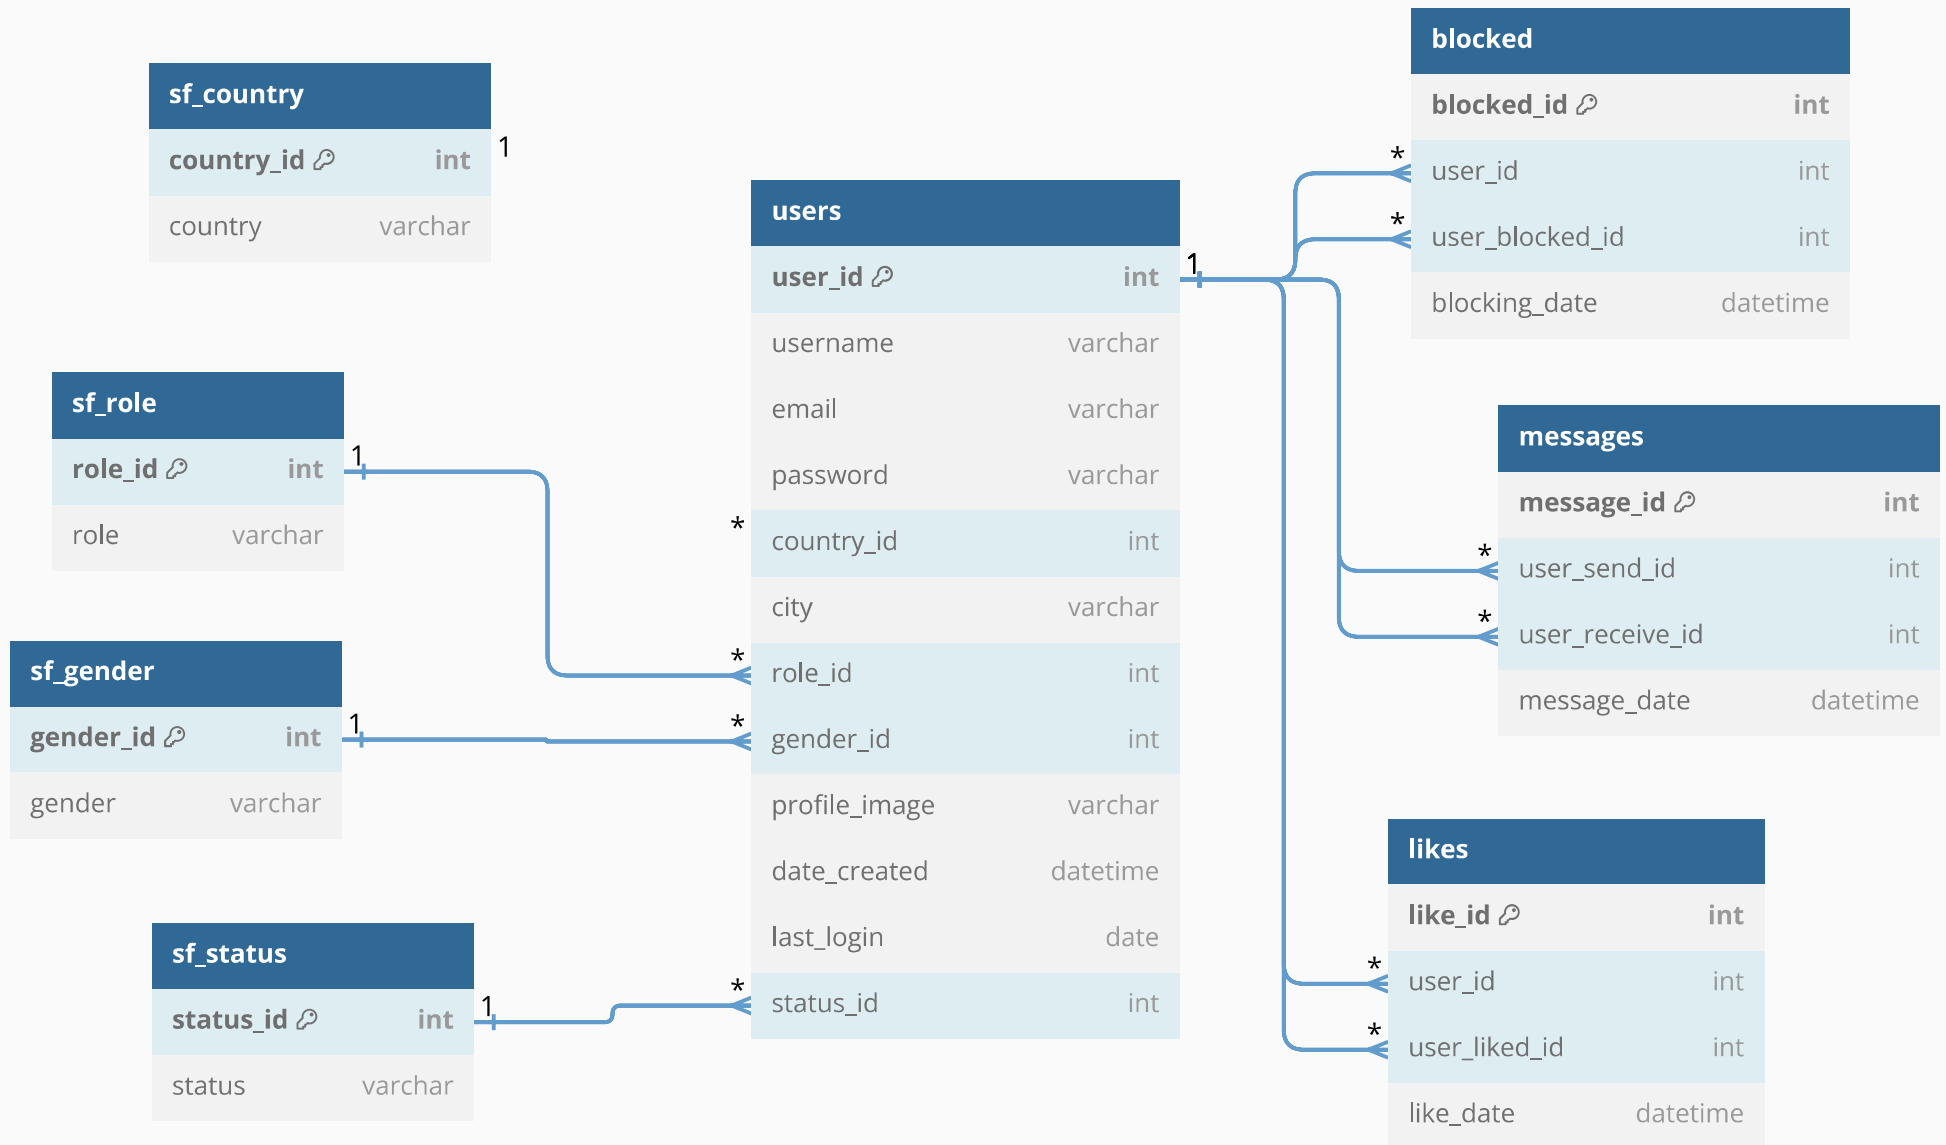 sf_country
country_id int
country varchar
1
sf_role
role_id int
role varchar
1
sf_gender
gender_id int
gender varchar
1
sf_status
status_id int
status varchar
1
users
user_id int
username varchar
email varchar
password varchar
country_id int
city varchar
role_id int
gender_id int
profile_image varchar
date_created datetime
last_login date
status_id int
*
*
*
*
1
blocked
blocked_id int
user_id int
user_blocked_id int
blocking_date datetime
*
*
messages
message_id int
user_send_id int
user_receive_id int
message_date datetime
*
*
likes
like_id int
user_id int
user_liked_id int
like_date datetime
*
*